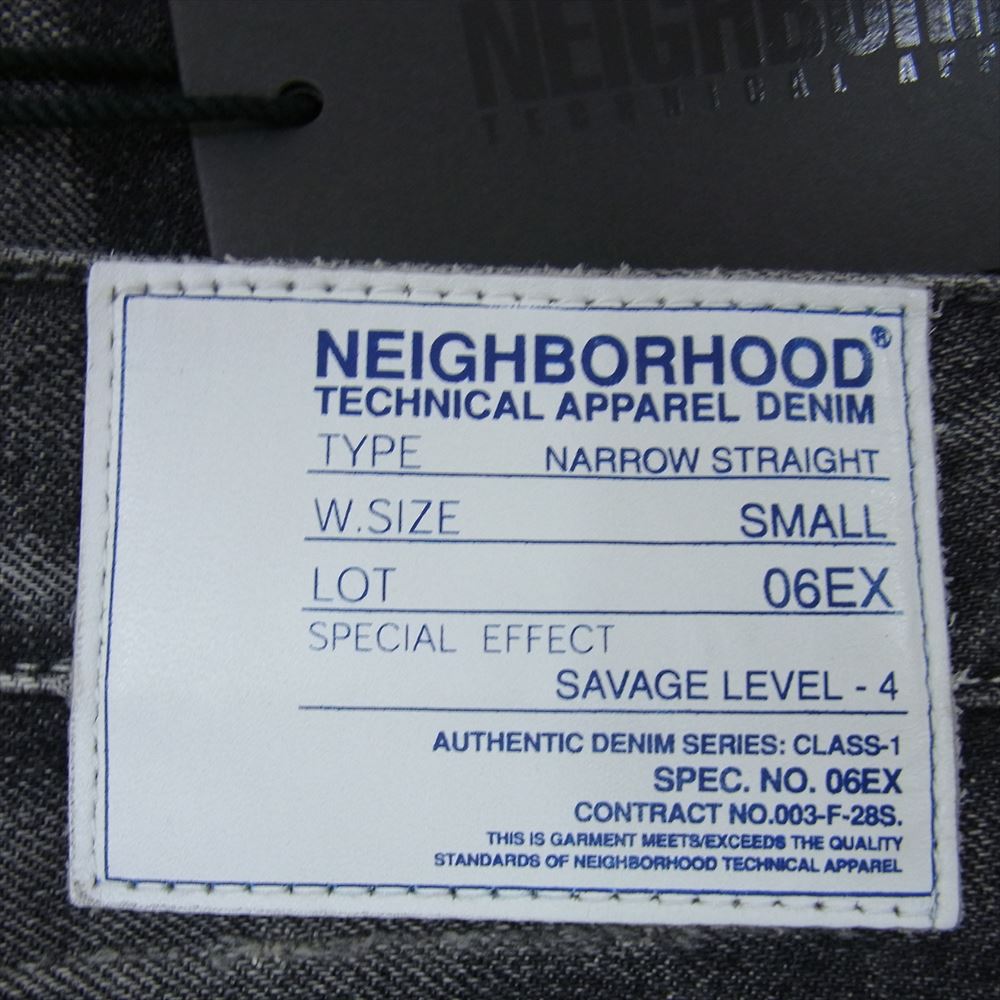 TECHNICAL
NEIGHBORHOOD®
TECHNICAL APPAREL DENIM
TYPE NARROW STRAIGHT
W.SIZE SMALL
LOT 06EX
SPECIAL EFFECT
SAVAGE LEVEL - 4
AUTHENTIC DENIM SERIES: CLASS-1
SPEC. NO. 06EX
CONTRACT NO.003-F-28S.
THIS IS GARMENT MEETS/EXCEEDS THE QUALITY
STANDARDS OF NEIGHBORHOOD TECHNICAL APPAREL